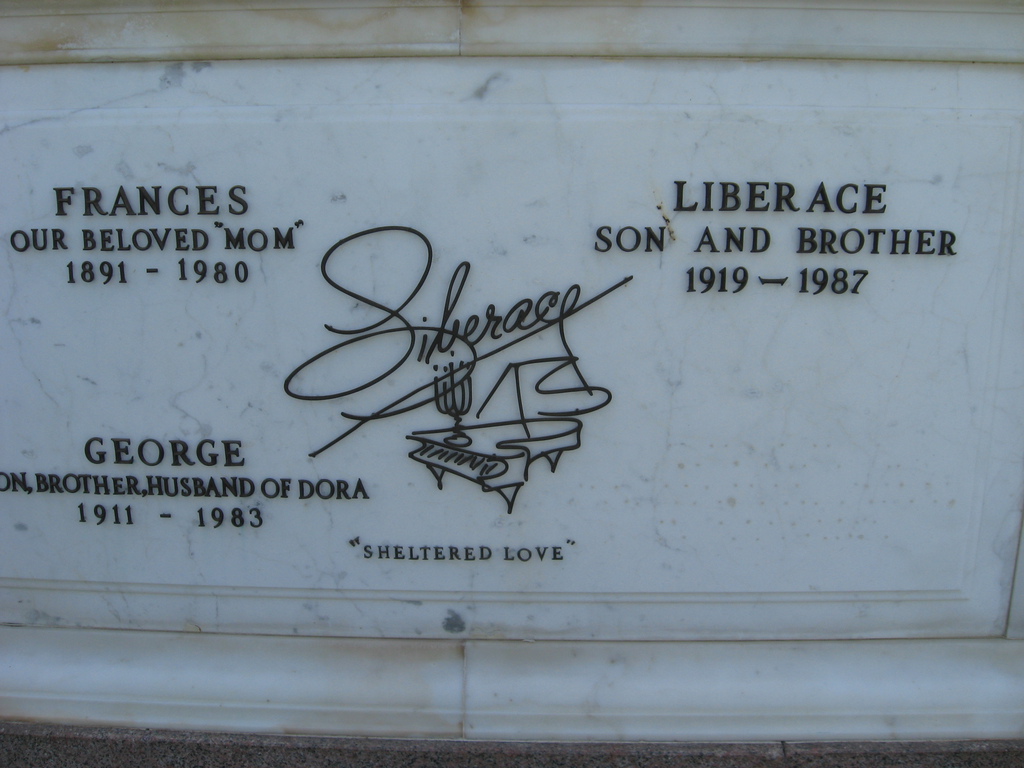 FRANCES
OUR BELOVED "MOM"
1891 - 1980
LIBERACE
SON AND BROTHER
1919 - 1987
Liberace
GEORGE
ON, BROTHER, HUSBAND OF DORA
1911 - 1983
"SHELTERED LOVE"